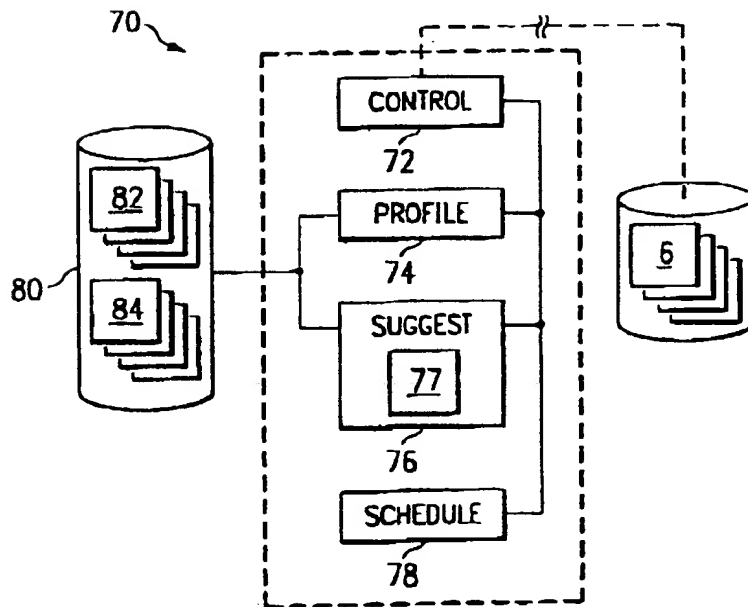 70
CONTROL
72
82
PROFILE
74
6
80
84
SUGGEST
77
76
SCHEDULE
78